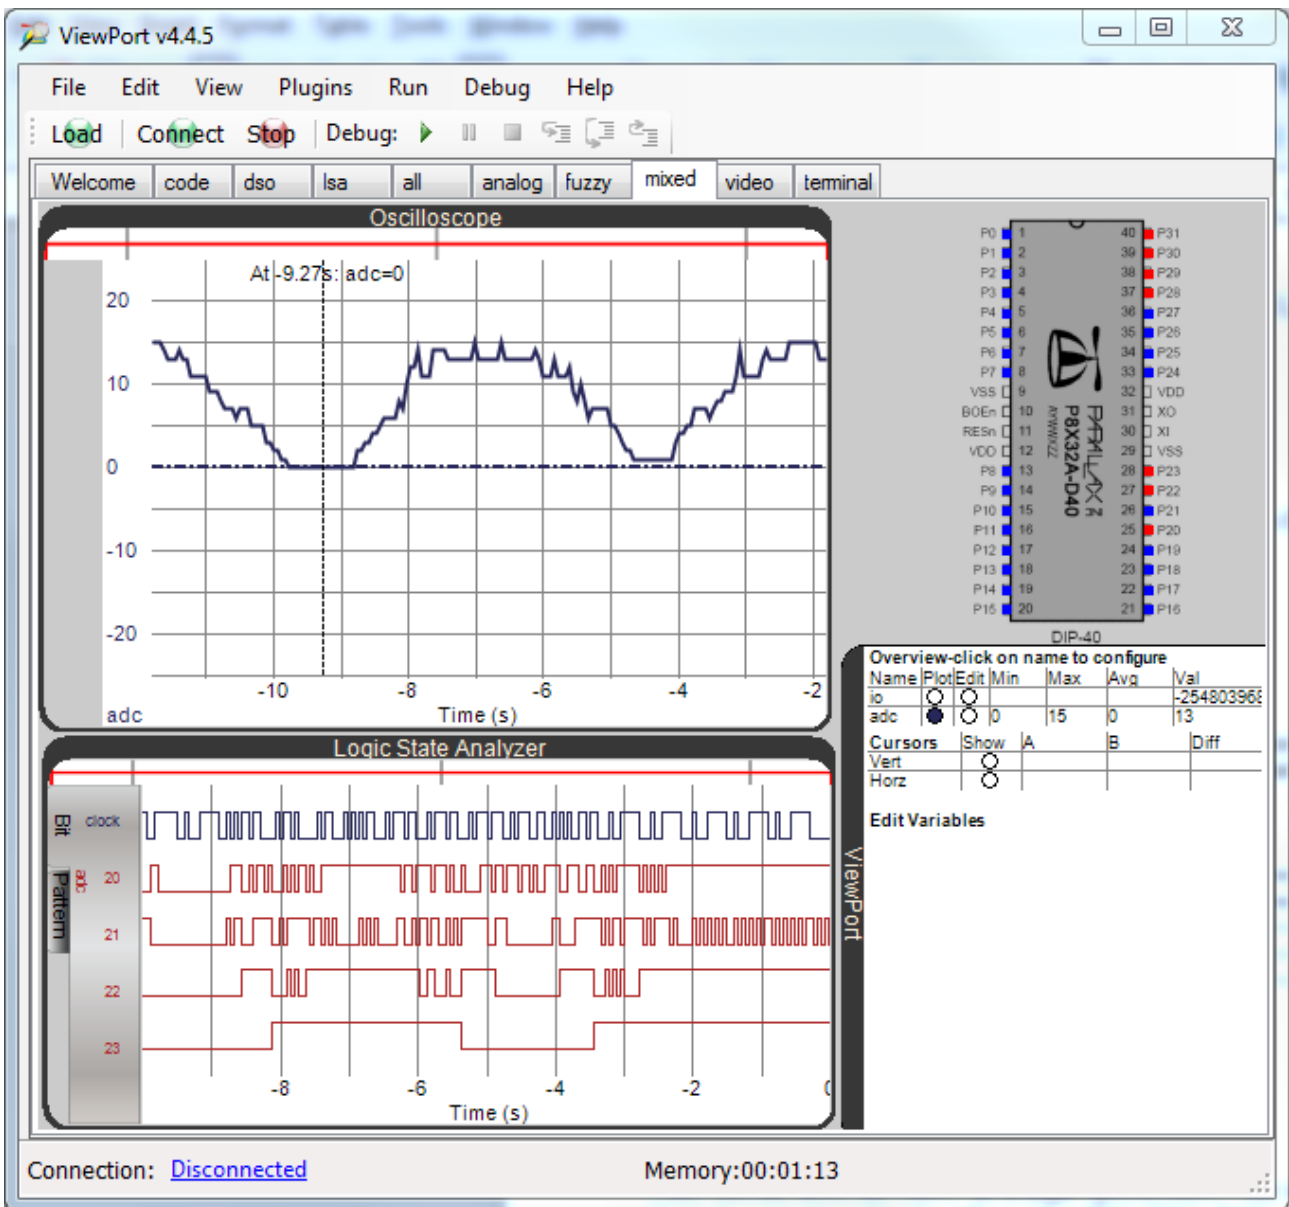 ViewPort v4.4.5
File Edit View Plugins Run Debug Help
Load Connect Stop Debug:
Welcome code dso lsa all analog fuzzy mixed video terminal
Oscilloscope
At -9.27s: adc=0
20
10
0
-10
-20
-10 -8 -6 -4 -2
adc Time (s)
Logic State Analyzer
Bit
Pattern
clock
adc
20
21
22
23
-8 -6 -4 -2 0
Time (s)
P0 1 40 P31
P1 2 39 P30
P2 3 38 P29
P3 4 37 P28
P4 5 36 P27
P5 6 35 P26
P6 7 34 P25
P7 8 33 P24
VSS 9 32 VDD
BOEn 10 31 XO
RESn 11 30 XI
VDD 12 29 VSS
P8 13 28 P23
P9 14 27 P22
P10 15 26 P21
P11 16 25 P20
P12 17 24 P19
P13 18 23 P18
P14 19 22 P17
P15 20 21 P16
PARALLAX
P8X32A-D40
DIP-40
ViewPort
Overview-click on name to configure
Name Plot Edit Min Max Avg Val
io -254803968
adc 0 15 0 13
Cursors Show A B Diff
Vert
Horz
Edit Variables
Connection: Disconnected Memory:00:01:13